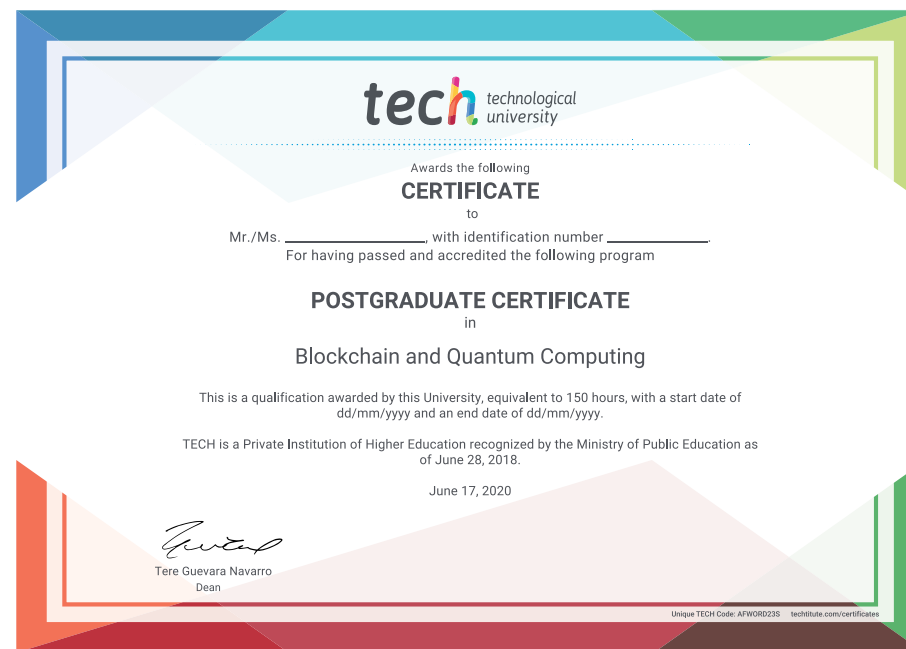 tech technological
university
Awards the following
CERTIFICATE
to
Mr./Ms. ____________________, with identification number ______________.
For having passed and accredited the following program
POSTGRADUATE CERTIFICATE
in
Blockchain and Quantum Computing
This is a qualification awarded by this University, equivalent to 150 hours, with a start date of
dd/mm/yyyy and an end date of dd/mm/yyyy.
TECH is a Private Institution of Higher Education recognized by the Ministry of Public Education as
of June 28, 2018.
June 17, 2020
Tere Guevara Navarro
Dean
Unique TECH Code: AFWORD23S techtitute.com/certificates